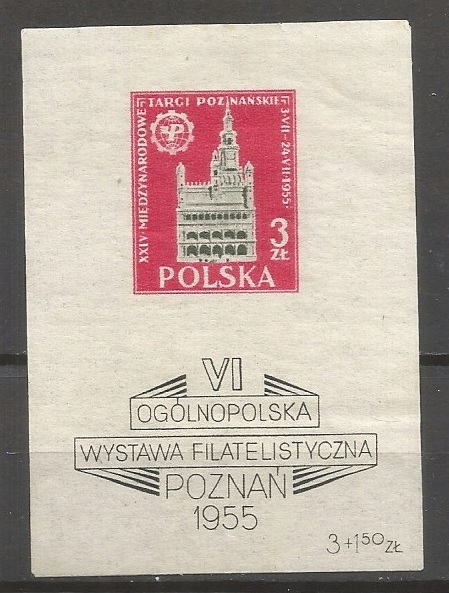 XXIV · MIĘDZYNARODOWE
TARGI POZNAŃSKIE
3·VII-24·VII·1955
P
3
ZŁ
POLSKA
VI
OGÓLNOPOLSKA
WYSTAWA FILATELISTYCZNA
POZNAŃ
1955
3+1⁵⁰ ZŁ